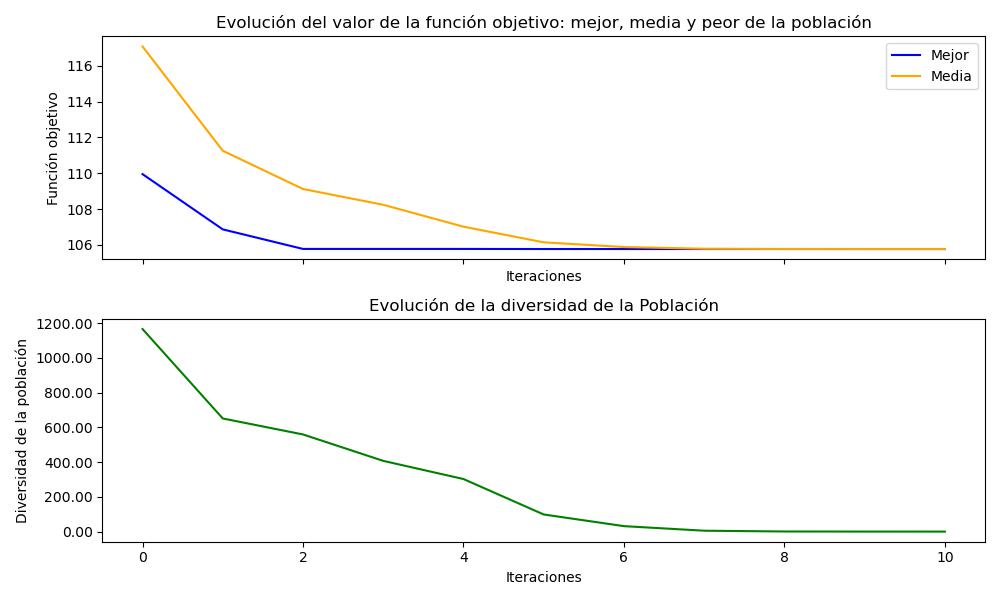 Evolución del valor de la función objetivo: mejor, media y peor de la población
Mejor
Media
Función objetivo
116
114
112
110
108
106
Iteraciones
Evolución de la diversidad de la Población
Diversidad de la población
1200.00
1000.00
800.00
600.00
400.00
200.00
0.00
0 2 4 6 8 10
Iteraciones